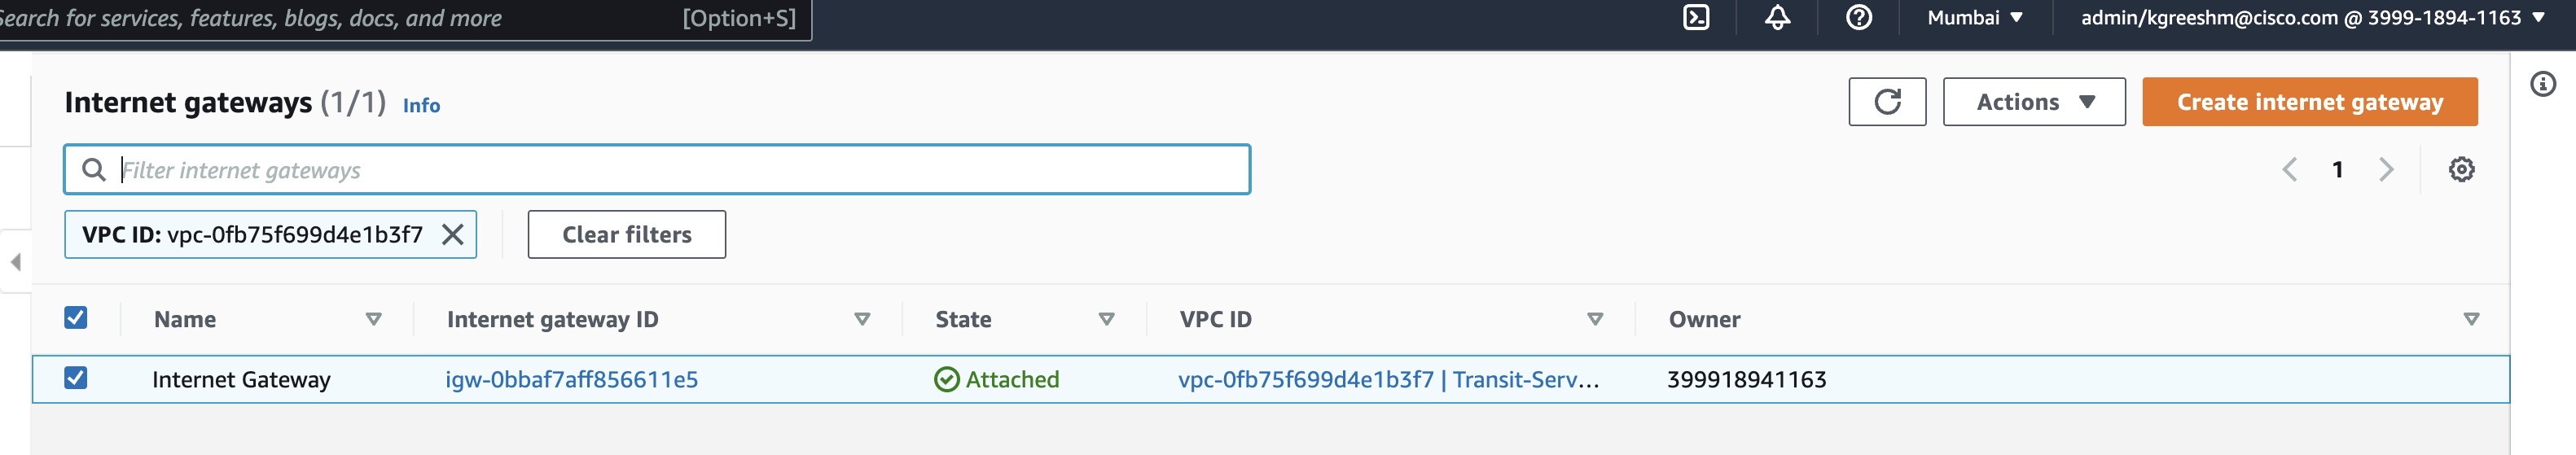 Search for services, features, blogs, docs, and more [Option+S] Mumbai admin/kgreeshm@cisco.com @ 3999-1894-1163
Internet gateways (1/1) Info Actions Create internet gateway
Filter internet gateways 1
VPC ID: vpc-0fb75f699d4e1b3f7 Clear filters
Name Internet gateway ID State VPC ID Owner
Internet Gateway igw-0bbaf7aff856611e5 Attached vpc-0fb75f699d4e1b3f7 | Transit-Serv... 399918941163